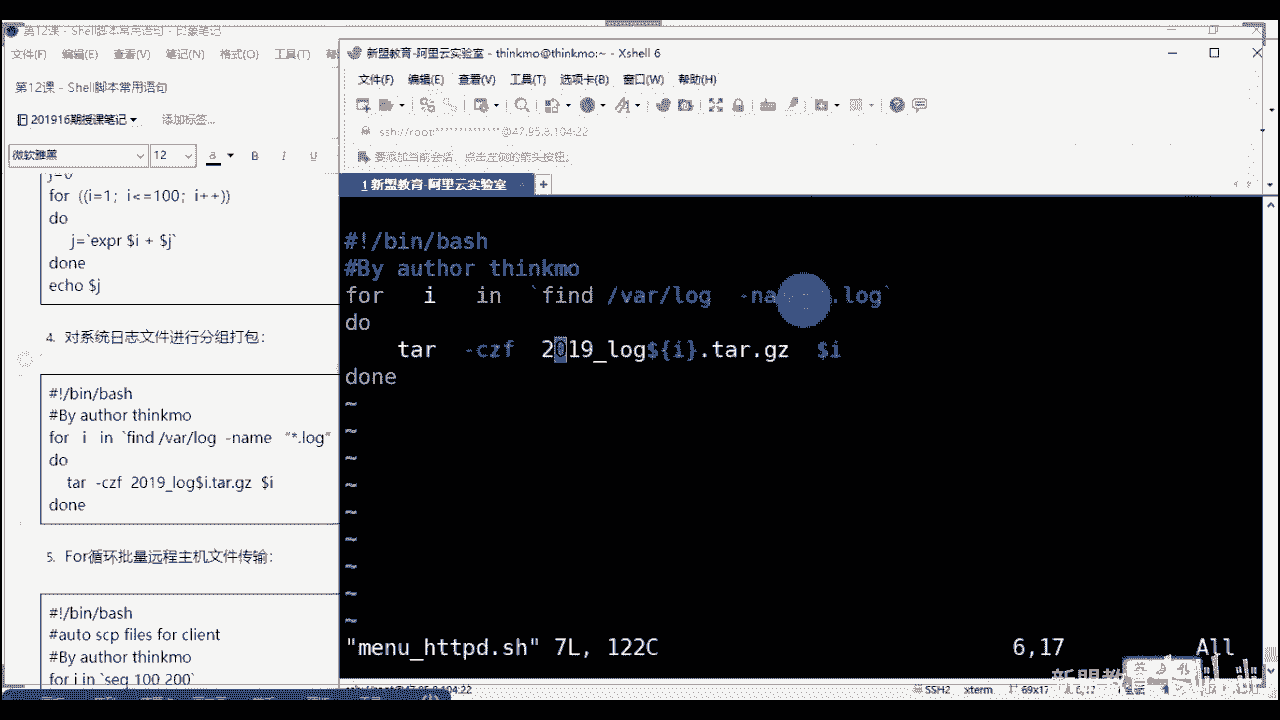 第12课 - Shell脚本常用语句 - 印象笔记
文件(F) 编辑(E) 查看(V) 笔记(N) 格式(O) 工具(T)
第12课 - Shell脚本常用语句
201916期授课笔记 添加标签...
微软雅黑 12 a B I U
j=0
for ((i=1; i<=100; i++))
do
j=`expr $i + $j`
done
echo $j
4. 对系统日志文件进行分组打包:
#!/bin/bash
#By author thinkmo
for i in `find /var/log -name "*.log"
do
tar -czf 2019_log$i.tar.gz $i
done
5. For循环批量远程主机文件传输:
#!/bin/bash
#auto scp files for client
#By author thinkmo
for i in `seq 100 200`
新盟教育-阿里云实验室 - thinkmo@thinkmo:~ - Xshell 6
文件(F) 编辑(E) 查看(V) 工具(T) 选项卡(B) 窗口(W) 帮助(H)
要添加当前会话，点击左侧的箭头按钮。
1 新盟教育-阿里云实验室
#!/bin/bash
#By author thinkmo
for i in `find /var/log .log`
do
tar -czf 2019_log${i}.tar.gz $i
done
~
~
~
~
~
~
~
~
~
"menu_httpd.sh" 7L, 122C 6,17 All
SSH2 xterm